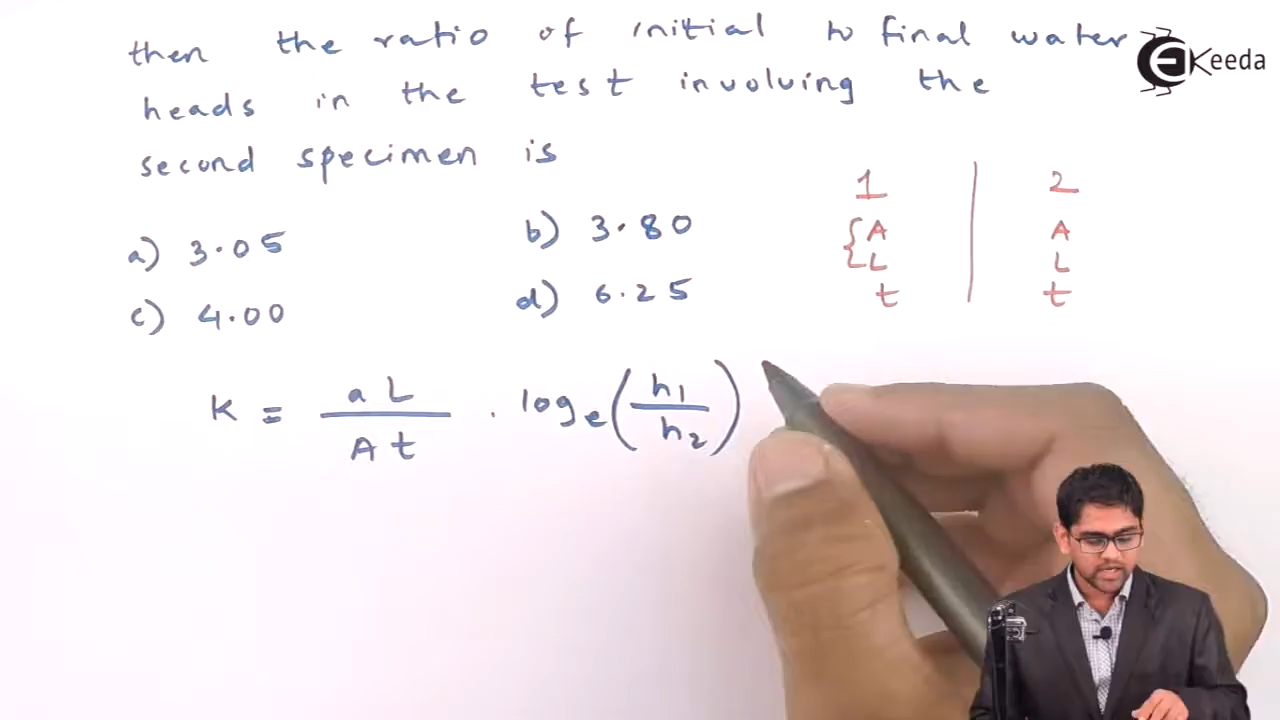 then the ratio of initial to final water
heads in the test involving the
second specimen is
a) 3.05 b) 3.80
c) 4.00 d) 6.25
1 2
{A A
L L
t t
K = aL / At . logₑ(h₁/h₂)
EKeeda